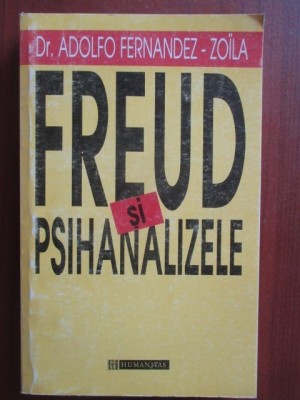 Dr. ADOLFO FERNANDEZ - ZOÏLA
FREUD
și
PSIHANALIZELE
HUMANITAS